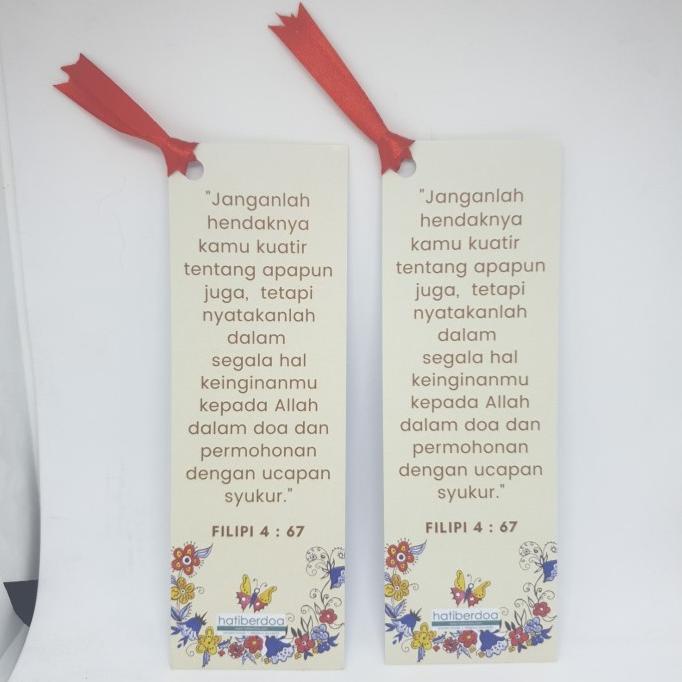 "Janganlah
hendaknya
kamu kuatir
tentang apapun
juga, tetapi
nyatakanlah
dalam
segala hal
keinginanmu
kepada Allah
dalam doa dan
permohonan
dengan ucapan
syukur."
FILIPI 4 : 67
hatiberdoa
"Janganlah
hendaknya
kamu kuatir
tentang apapun
juga, tetapi
nyatakanlah
dalam
segala hal
keinginanmu
kepada Allah
dalam doa dan
permohonan
dengan ucapan
syukur."
FILIPI 4 : 67
hatiberdoa